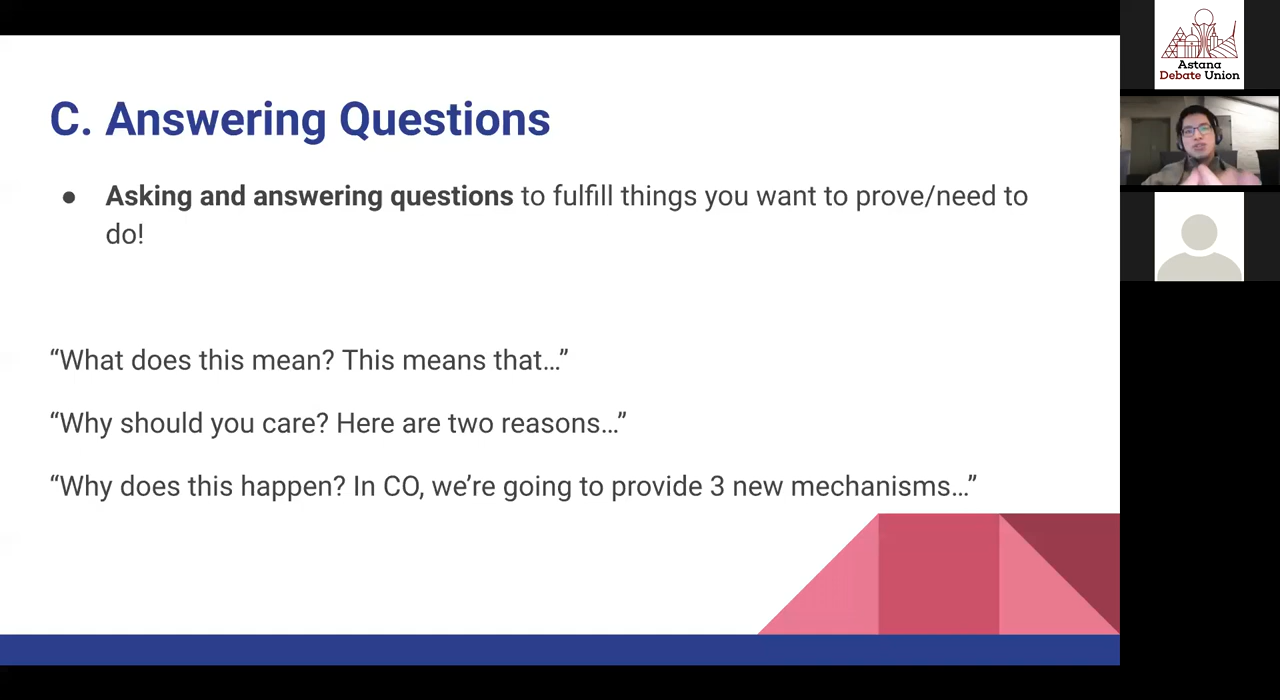 C. Answering Questions
● Asking and answering questions to fulfill things you want to prove/need to
do!
“What does this mean? This means that…”
“Why should you care? Here are two reasons…”
“Why does this happen? In CO, we’re going to provide 3 new mechanisms…”
Astana
Debate Union